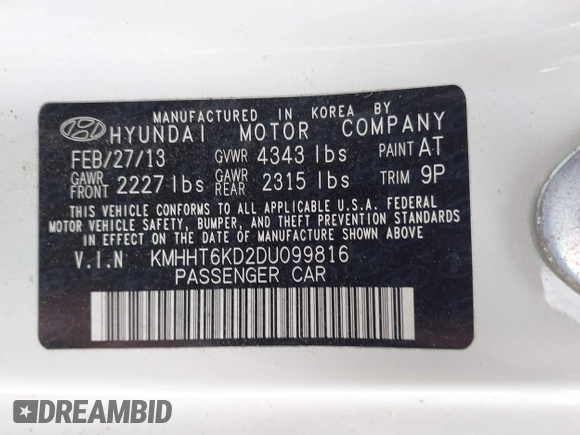 MANUFACTURED IN KOREA BY
HYUNDAI MOTOR COMPANY
FEB/27/13 GVWR 4343 lbs PAINT AT
GAWR FRONT 2227 lbs GAWR REAR 2315 lbs TRIM 9P
THIS VEHICLE CONFORMS TO ALL APPLICABLE U.S.A. FEDERAL
MOTOR VEHICLE SAFETY, BUMPER, AND THEFT PREVENTION STANDARDS
IN EFFECT ON THE DATE OF MANUFACTURE SHOWN ABOVE
V.I.N KMHHT6KD2DU099816
PASSENGER CAR
DREAMBID